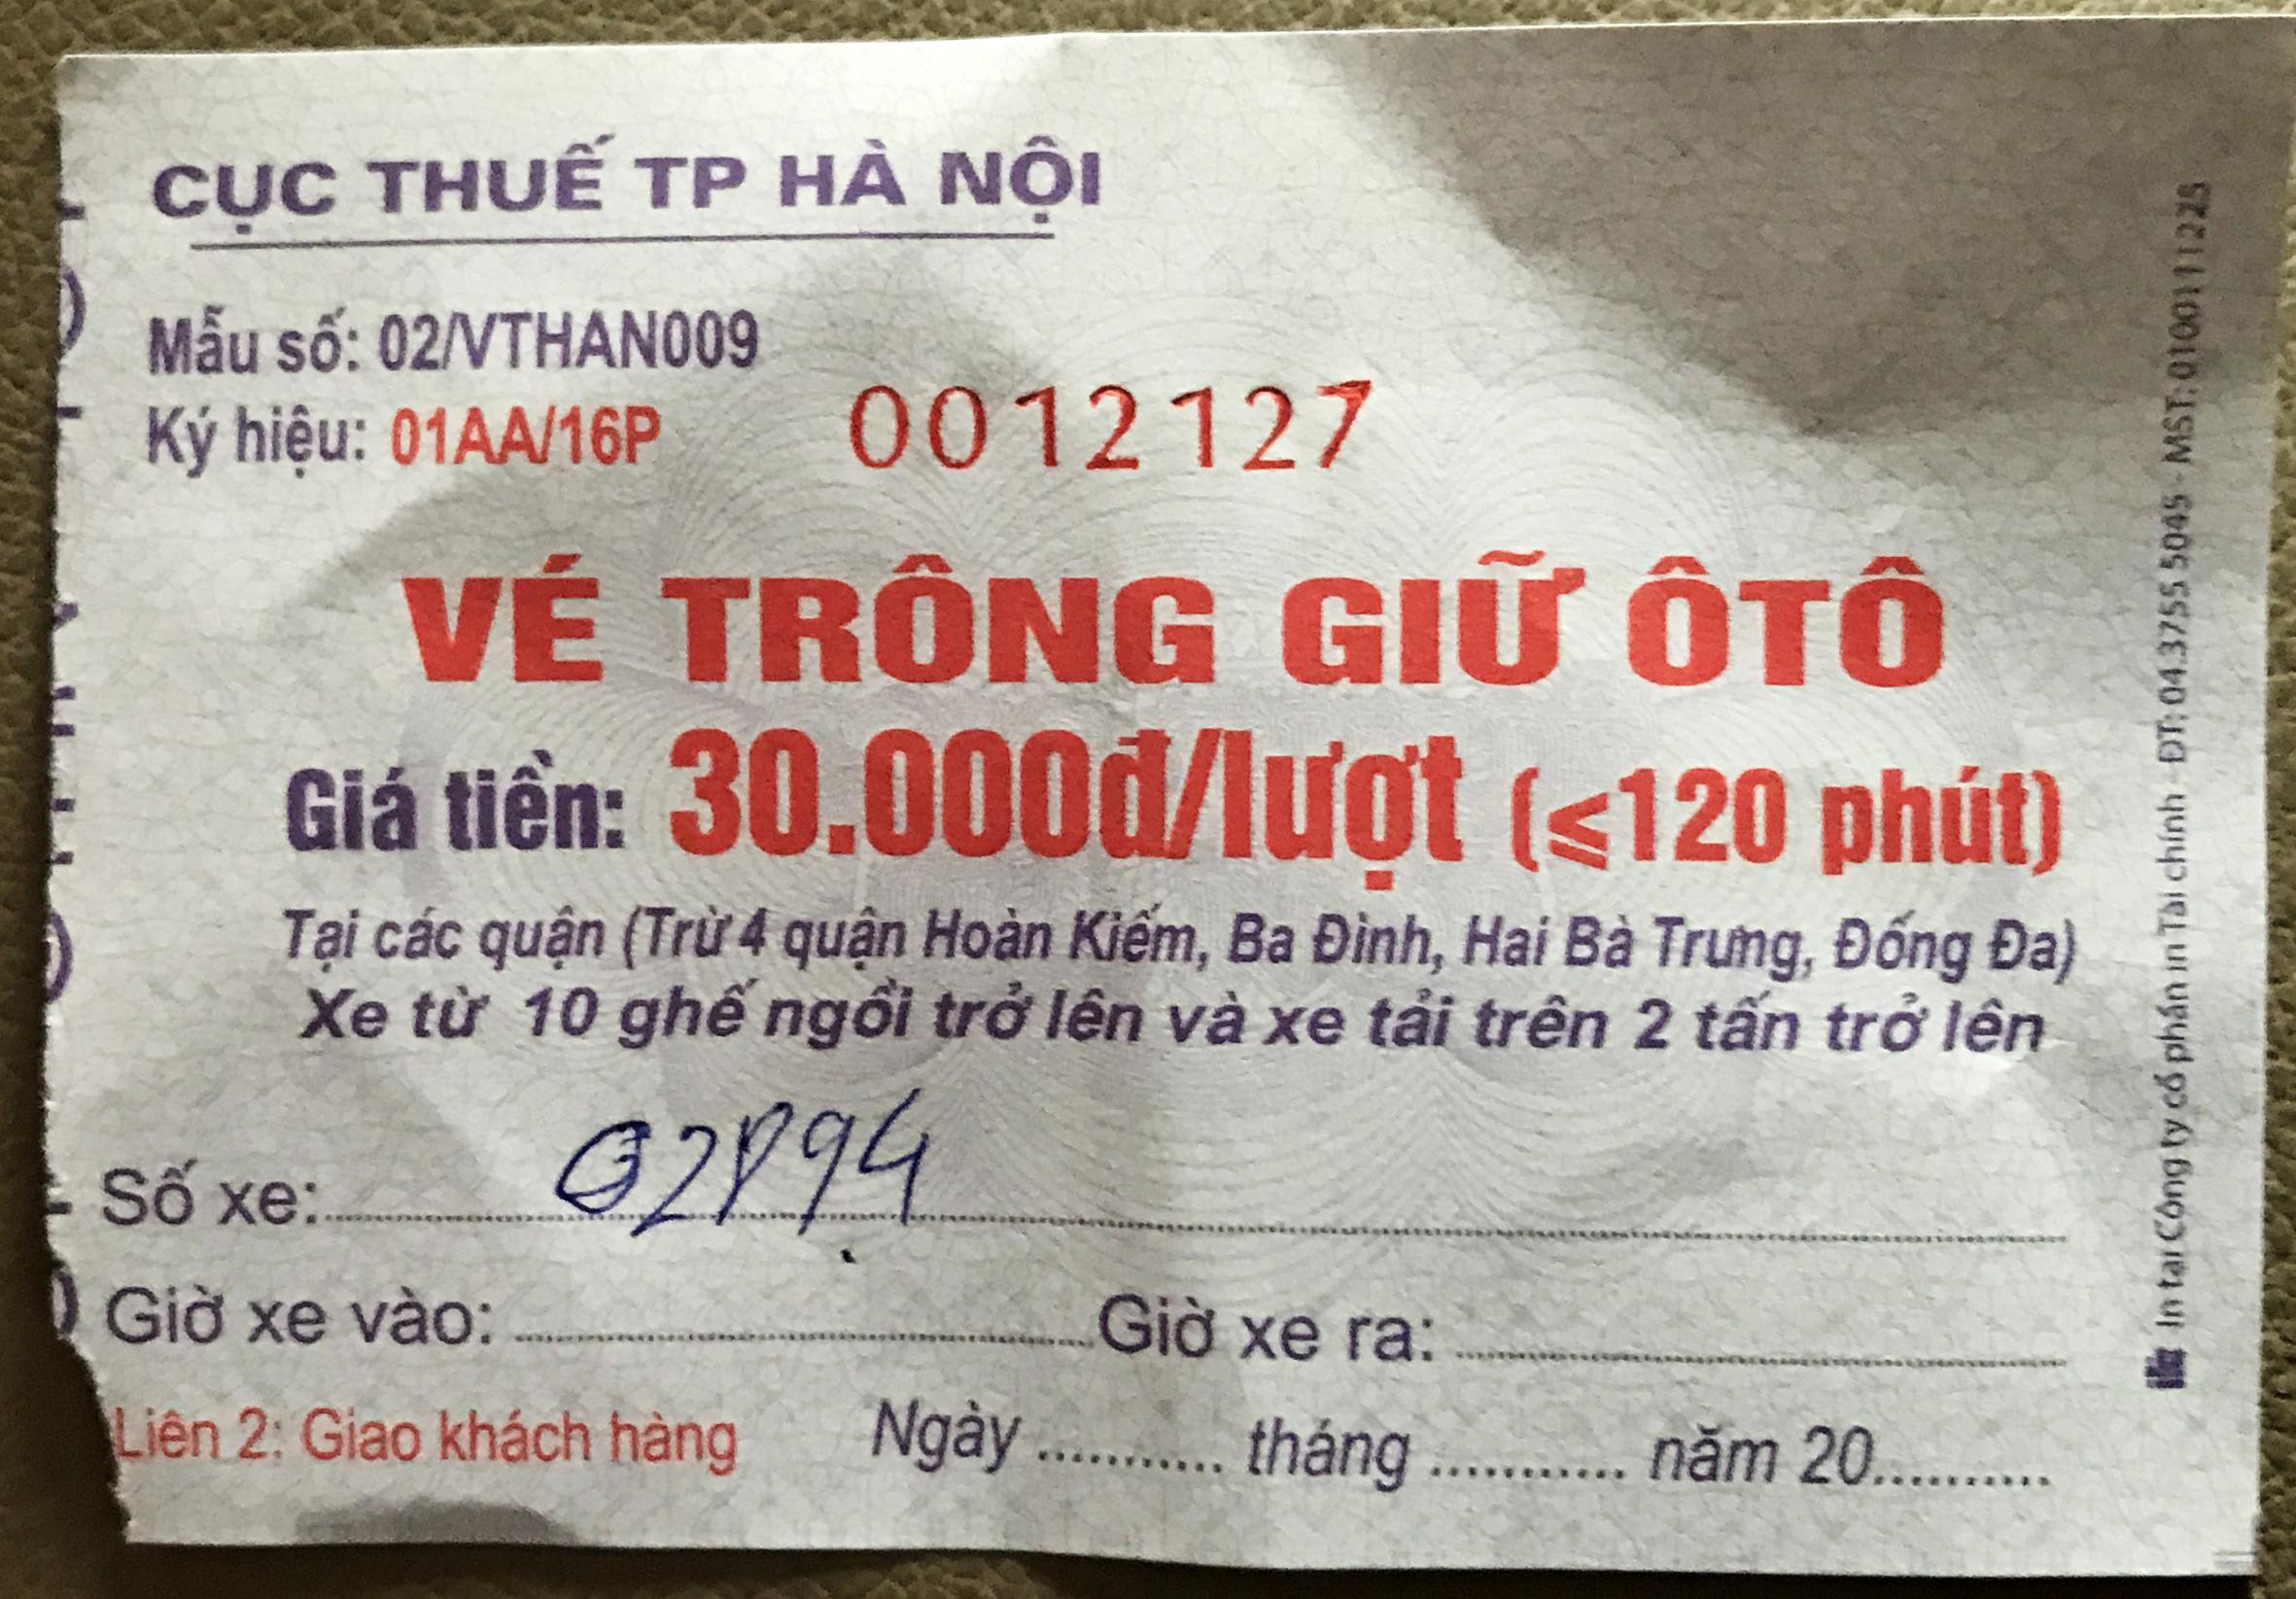 CỤC THUẾ TP HÀ NỘI
Mẫu số: 02/VTHAN009
Ký hiệu: 01AA/16P 0012127
VÉ TRÔNG GIỮ ÔTÔ
Giá tiền: 30.000đ/lượt (≤120 phút)
Tại các quận (Trừ 4 quận Hoàn Kiếm, Ba Đình, Hai Bà Trưng, Đống Đa)
Xe từ 10 ghế ngồi trở lên và xe tải trên 2 tấn trở lên
Số xe:
Giờ xe vào: Giờ xe ra:
Liên 2: Giao khách hàng Ngày .......... tháng .......... năm 20..........
In tại Công ty cổ phần in Tài chính - ĐT: 04.3755 5045 - MST: 0100111225